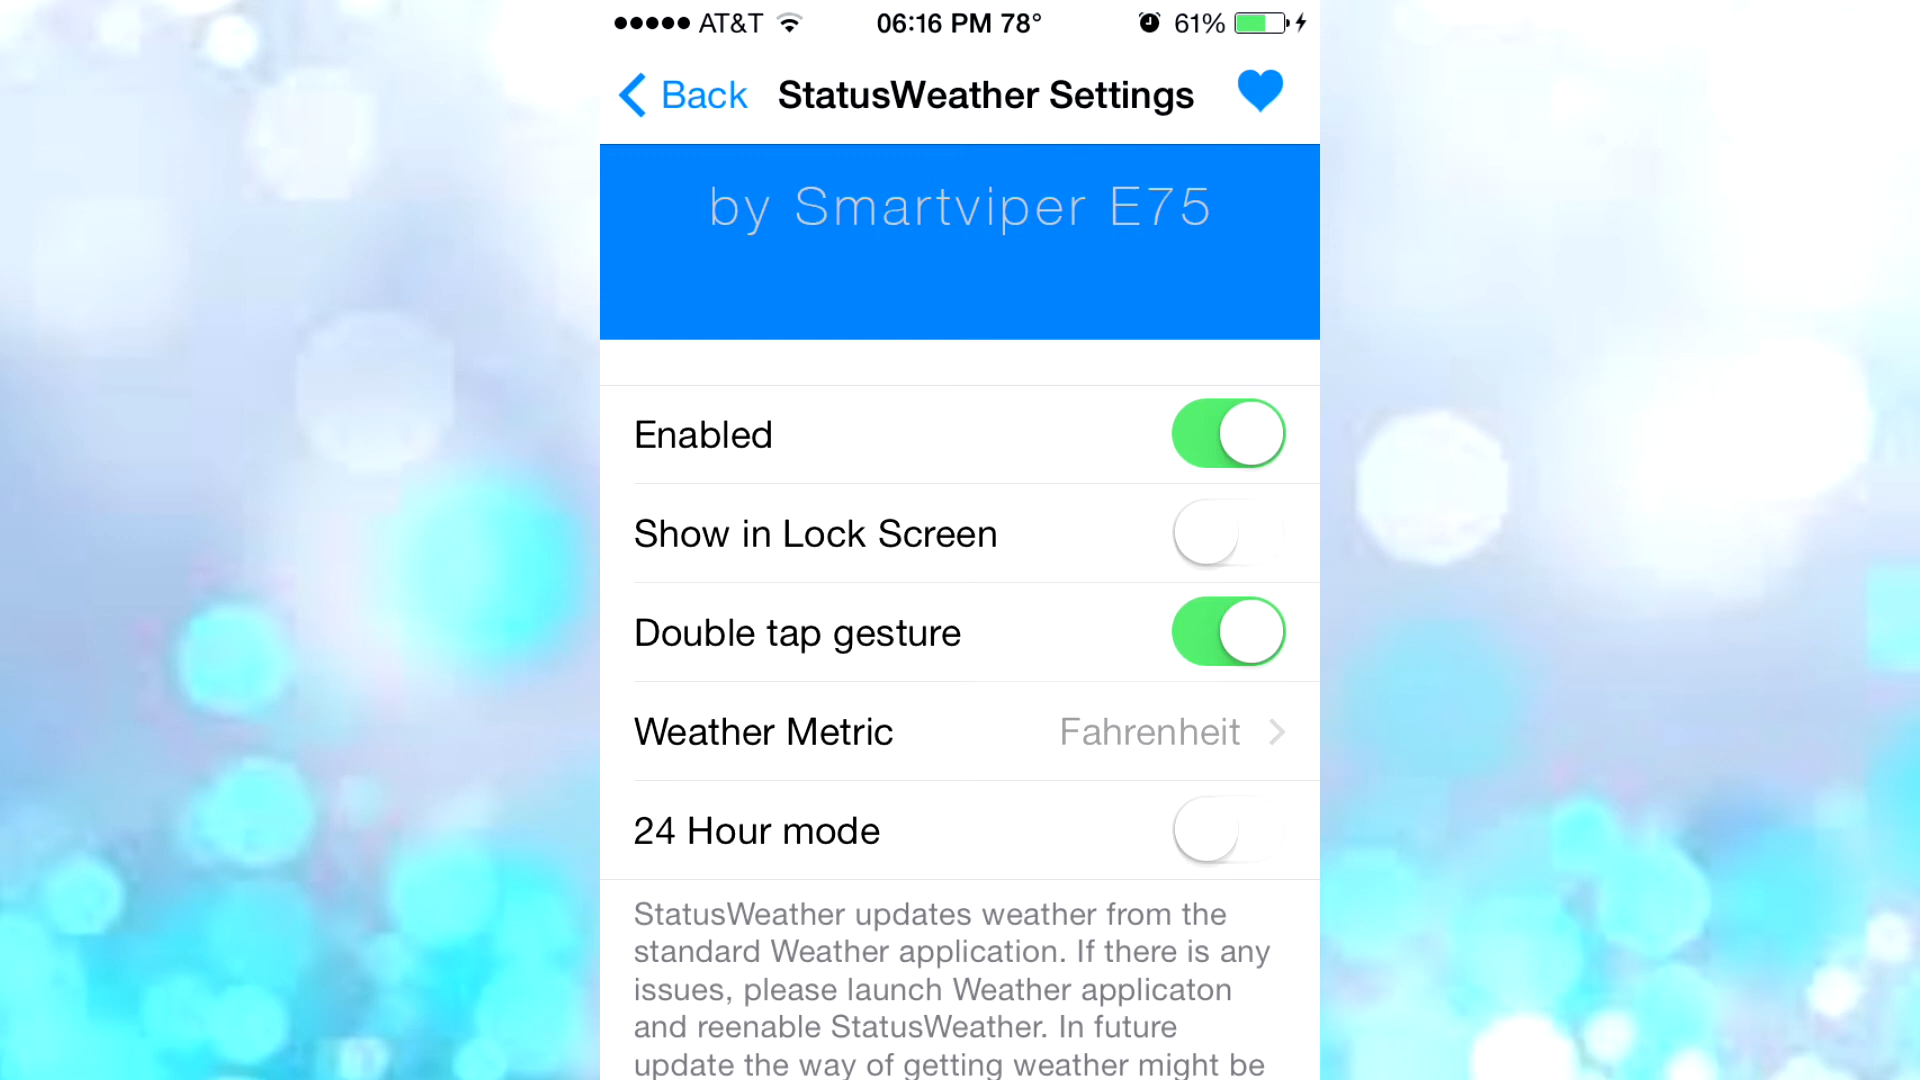 AT&T 06:16 PM 78° 61%
Back StatusWeather Settings
by Smartviper E75
Enabled
Show in Lock Screen
Double tap gesture
Weather Metric Fahrenheit
24 Hour mode
StatusWeather updates weather from the
standard Weather application. If there is any
issues, please launch Weather applicaton
and reenable StatusWeather. In future
update the way of getting weather might be